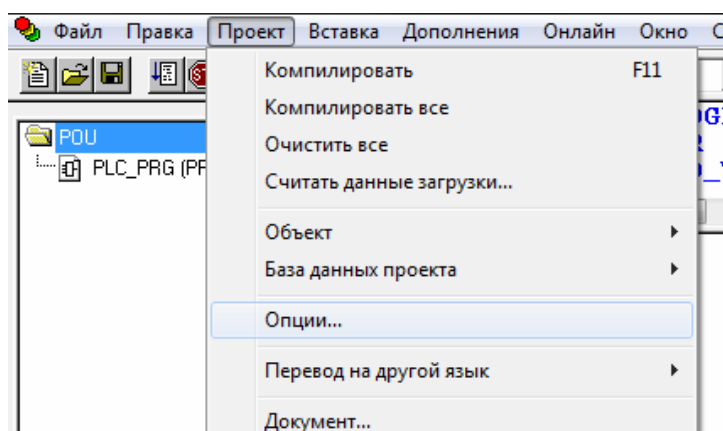 Файл Правка Проект Вставка Дополнения Онлайн Окно
Компилировать F11
Компилировать все
Очистить все
Считать данные загрузки...
Объект
База данных проекта
Опции...
Перевод на другой язык
Документ...
POU
PLC_PRG (PR